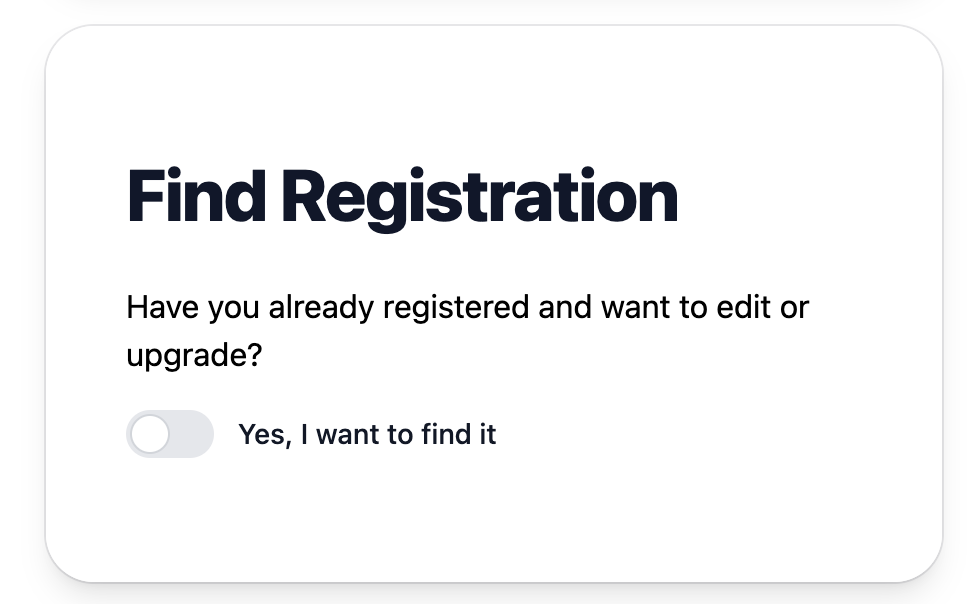 Find Registration
Have you already registered and want to edit or
upgrade?
Yes, I want to find it